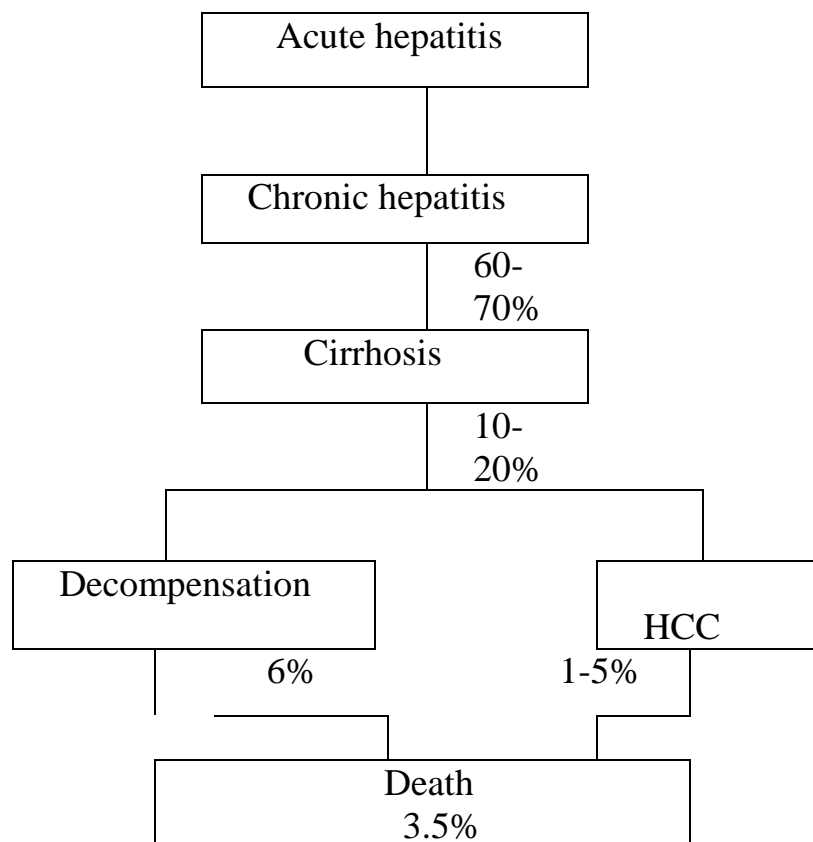 Acute hepatitis
Chronic hepatitis
60-
70%
Cirrhosis
10-
20%
Decompensation
HCC
6%
1-5%
Death
3.5%